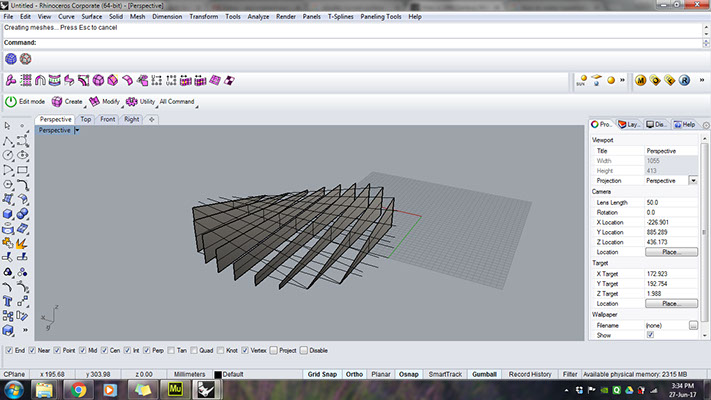 Untitled - Rhinoceros Corporate (64-bit) - [Perspective]
File Edit View Curve Surface Solid Mesh Dimension Transform Tools Analyze Render Panels T-Splines Paneling Tools Help
Creating meshes... Press Esc to cancel
Command:
Edit mode Create Modify Utility All Command
Perspective Top Front Right
Perspective
Pro... Lay... Dis... Help
Viewport
Title Perspective
Width 1055
Height 413
Projection Perspective
Camera
Lens Length 50.0
Rotation 0.0
X Location -226.901
Y Location 885.289
Z Location 436.173
Location Place...
Target
X Target 172.923
Y Target 192.754
Z Target 1.988
Location Place...
Wallpaper
Filename (none) ...
Show
z
x
y
End Near Point Mid Cen Int Perp Tan Quad Knot Vertex Project Disable
CPlane x 195.68 y 303.98 z 0.00 Millimeters Default Grid Snap Ortho Planar Osnap SmartTrack Gumball Record History Filter Available physical memory: 2315 MB
Mu
3:34 PM
27-Jun-17